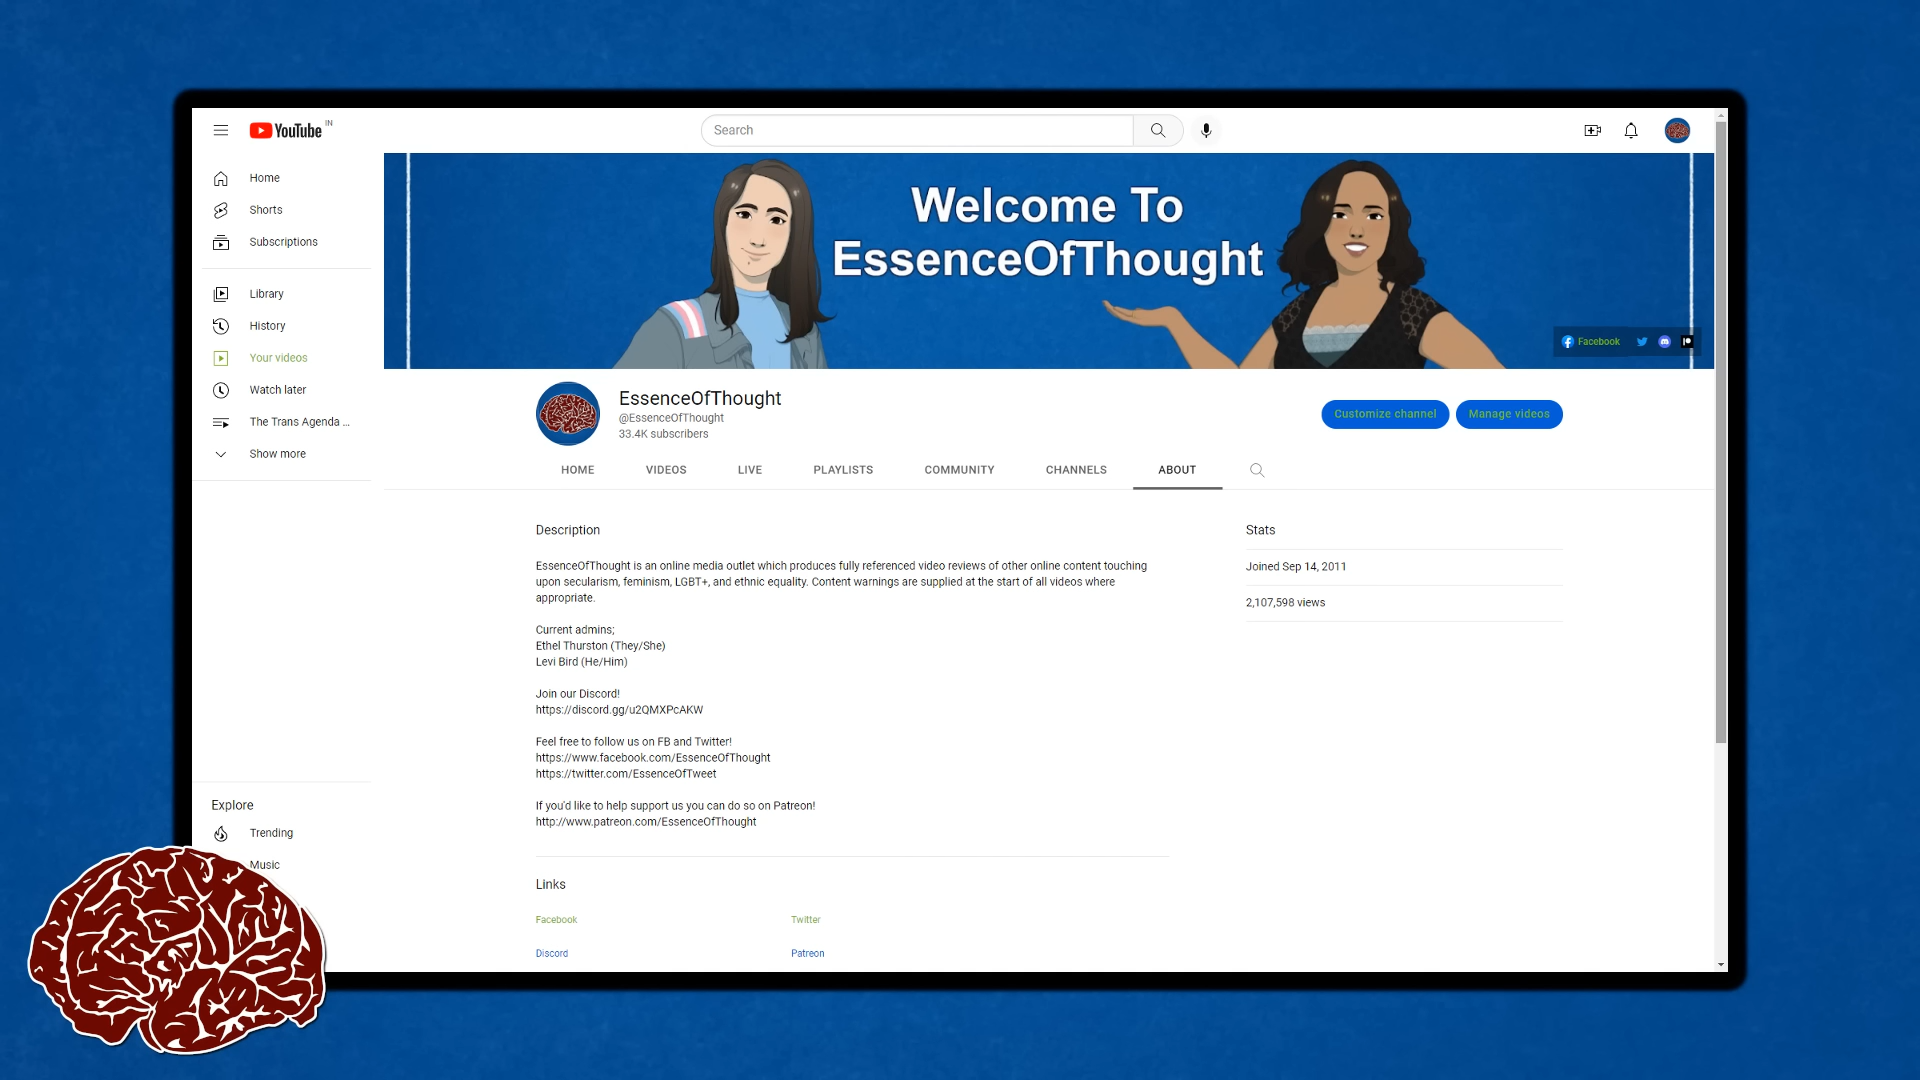 YouTube IN
Search
Home
Shorts
Subscriptions
Library
History
Your videos
Watch later
The Trans Agenda ...
Show more
Explore
Trending
Music
Welcome To
EssenceOfThought
Facebook
EssenceOfThought
@EssenceOfThought
33.4K subscribers
Customize channel
Manage videos
HOME VIDEOS LIVE PLAYLISTS COMMUNITY CHANNELS ABOUT
Description
EssenceOfThought is an online media outlet which produces fully referenced video reviews of other online content touching
upon secularism, feminism, LGBT+, and ethnic equality. Content warnings are supplied at the start of all videos where
appropriate.
Current admins;
Ethel Thurston (They/She)
Levi Bird (He/Him)
Join our Discord!
https://discord.gg/u2QMXPcAKW
Feel free to follow us on FB and Twitter!
https://www.facebook.com/EssenceOfThought
https://twitter.com/EssenceOfTweet
If you'd like to help support us you can do so on Patreon!
http://www.patreon.com/EssenceOfThought
Links
Facebook Twitter
Discord Patreon
Stats
Joined Sep 14, 2011
2,107,598 views